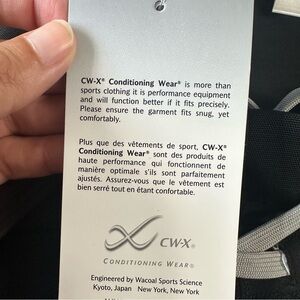 CW-X® Conditioning Wear® is more than
sports clothing it is performance equipment
and will function better if it fits precisely.
Please ensure the garment fits snug, yet
comfortably.
Plus que des vêtements de sport, CW-X®
Conditioning Wear® sont des produits de
haute performance qui fonctionnent de
manière optimale s'ils sont parfaitement
ajustés. Assurez-vous que le vêtement est
bien serré tout en étant confortable.
CW-X®
CONDITIONING WEAR®
Engineered by Wacoal Sports Science
Kyoto, Japan New York, New York